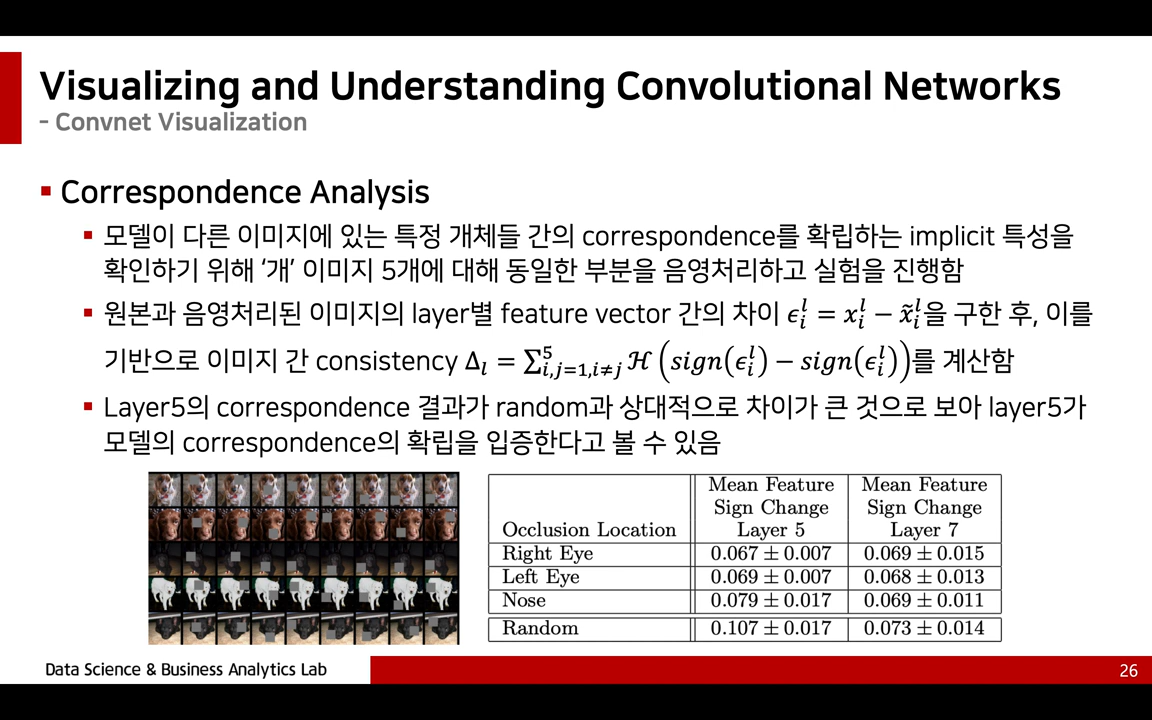 Visualizing and Understanding Convolutional Networks
- Convnet Visualization
▪ Correspondence Analysis
▪ 모델이 다른 이미지에 있는 특정 개체들 간의 correspondence를 확립하는 implicit 특성을
확인하기 위해 ‘개’ 이미지 5개에 대해 동일한 부분을 음영처리하고 실험을 진행함
▪ 원본과 음영처리된 이미지의 layer별 feature vector 간의 차이 $\epsilon_i^l = x_i^l - \tilde{x}_i^l$을 구한 후, 이를
기반으로 이미지 간 consistency $\Delta_l = \sum_{i,j=1,i\neq j}^{5} \mathcal{H}\left(sign(\epsilon_i^l) - sign(\epsilon_i^l)\right)$를 계산함
▪ Layer5의 correspondence 결과가 random과 상대적으로 차이가 큰 것으로 보아 layer5가
모델의 correspondence의 확립을 입증한다고 볼 수 있음
Mean Feature Mean Feature
Sign Change Sign Change
Occlusion Location Layer 5 Layer 7
Right Eye 0.067 ± 0.007 0.069 ± 0.015
Left Eye 0.069 ± 0.007 0.068 ± 0.013
Nose 0.079 ± 0.017 0.069 ± 0.011
Random 0.107 ± 0.017 0.073 ± 0.014
Data Science & Business Analytics Lab 26